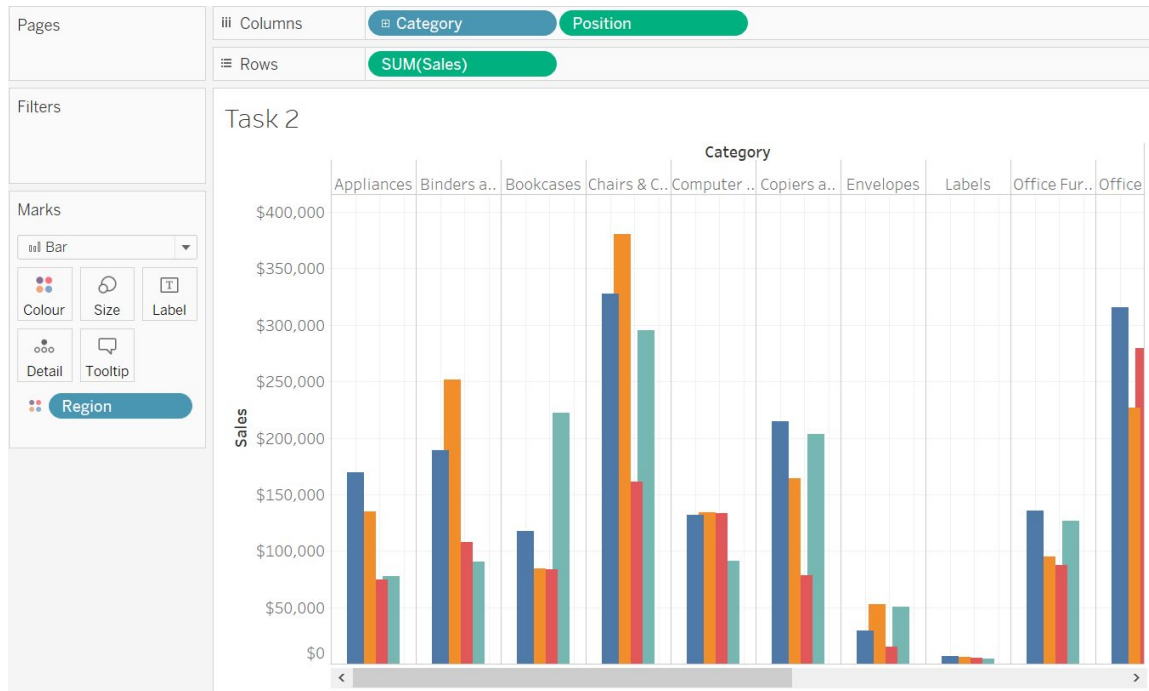 Pages
Columns
Category
Position
Rows
SUM(Sales)
Filters
Marks
Bar
Colour
Size
T
Label
Detail
Tooltip
Region
Task 2
Category
Appliances Binders a.. Bookcases Chairs & C.. Computer .. Copiers a.. Envelopes Labels Office Fur.. Office
Sales
$400,000
$350,000
$300,000
$250,000
$200,000
$150,000
$100,000
$50,000
$0